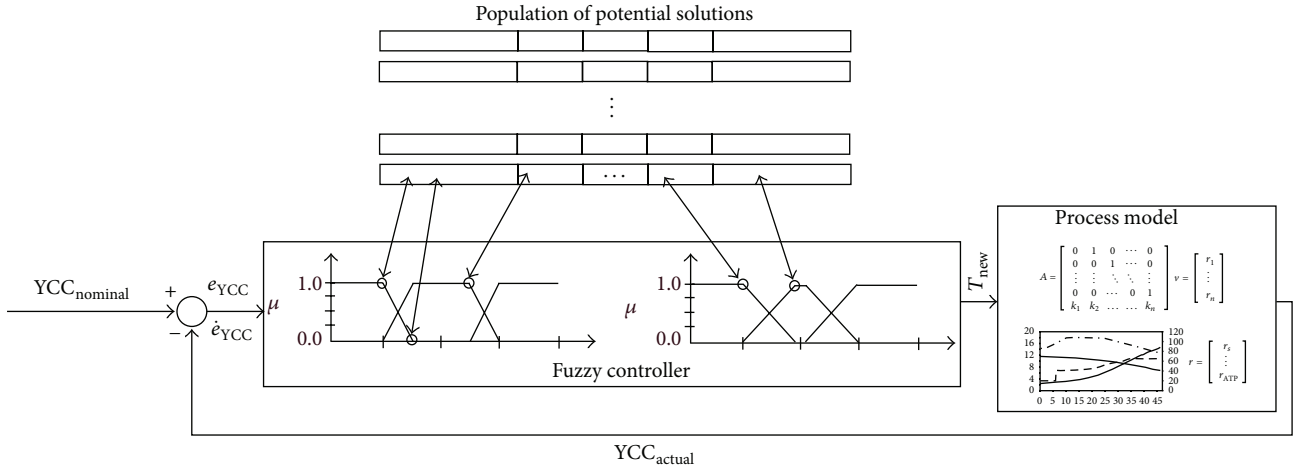 Population of potential solutions
⋮
⋯
YCC_nominal
+
−
e_YCC
ė_YCC
μ
1.0
0.0
μ
1.0
0.0
Fuzzy controller
T_new
Process model
A = [ 0 1 0 ⋯ 0
0 0 1 ⋯ 0
⋮ ⋮ ⋱ ⋱ ⋮
0 0 ⋯ 0 1
k_1 k_2 … … k_n ]
v = [ r_1
⋮
r_n ]
20
16
12
8
4
0
120
100
80
60
40
20
0
0 5 10 15 20 25 30 35 40 45
r = [ r_s
⋮
r_ATP ]
YCC_actual